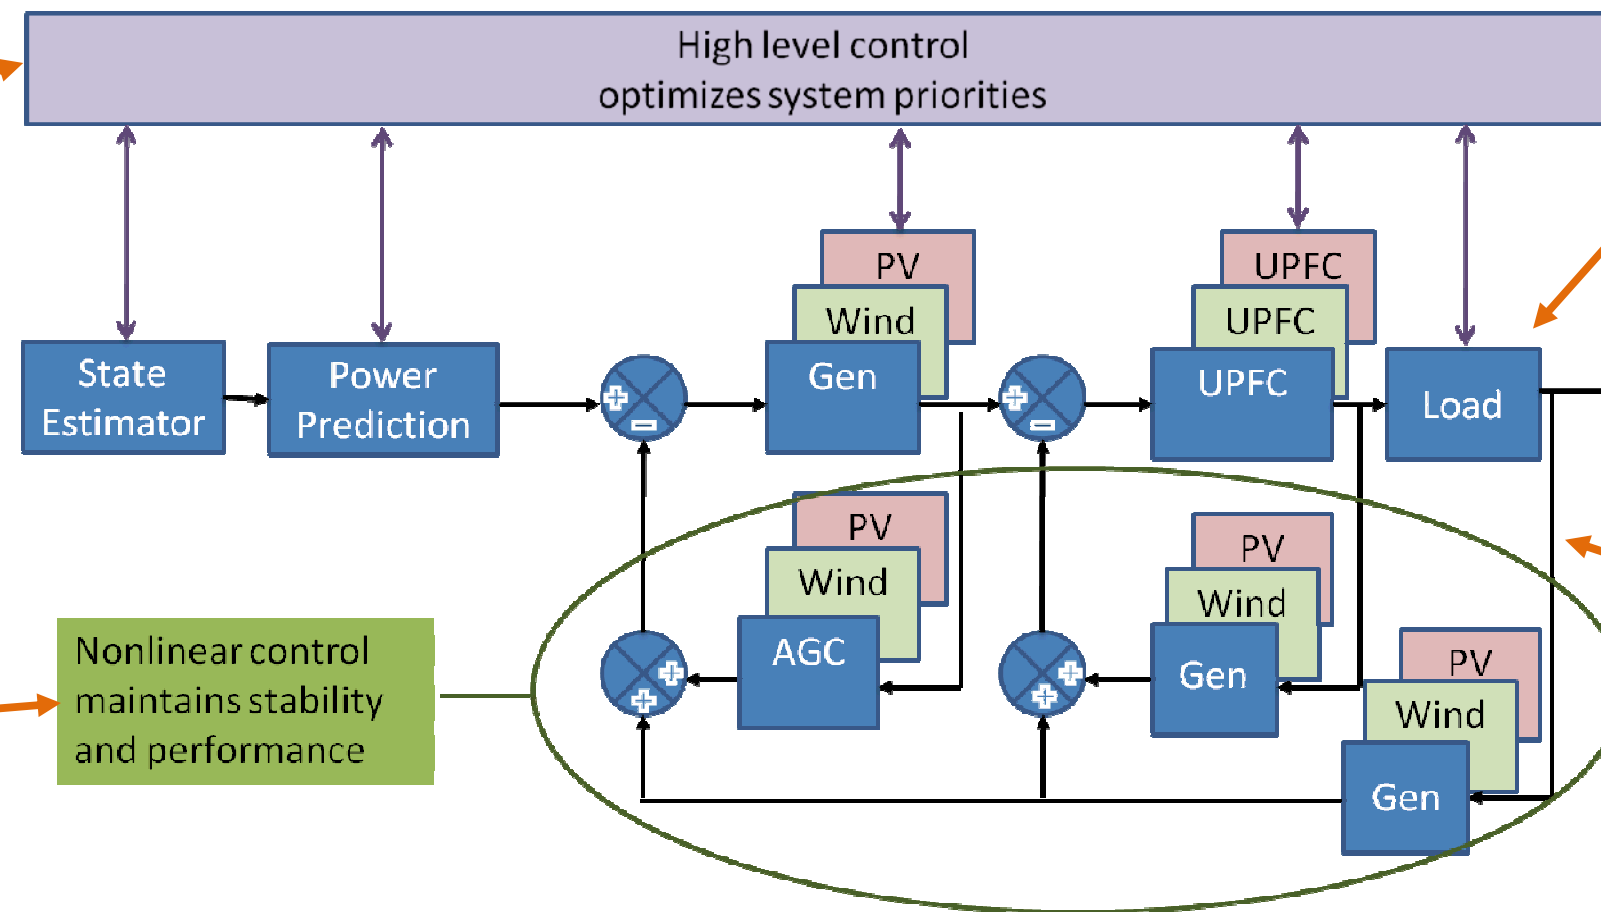 High level control
optimizes system priorities
PV
Wind
Gen
UPFC
UPFC
UPFC
State
Estimator
Power
Prediction
+
−
+
−
Load
PV
Wind
AGC
PV
Wind
Gen
PV
Wind
Gen
+
+
+
+
Nonlinear control
maintains stability
and performance